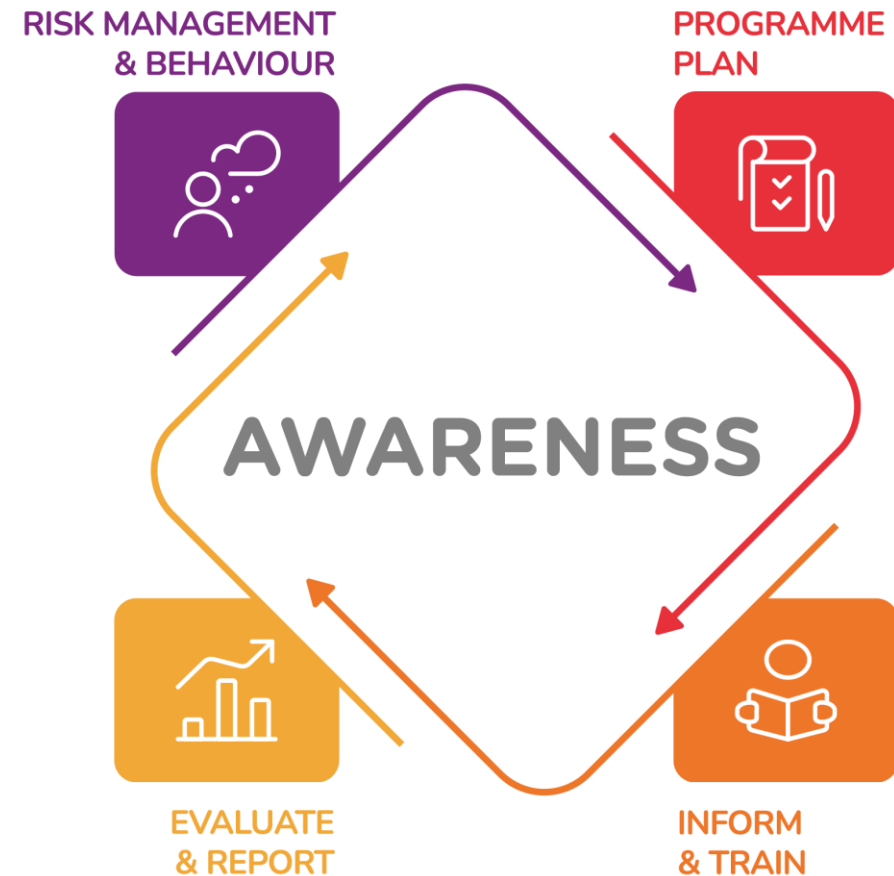 RISK MANAGEMENT
& BEHAVIOUR
PROGRAMME
PLAN
AWARENESS
EVALUATE
& REPORT
INFORM
& TRAIN